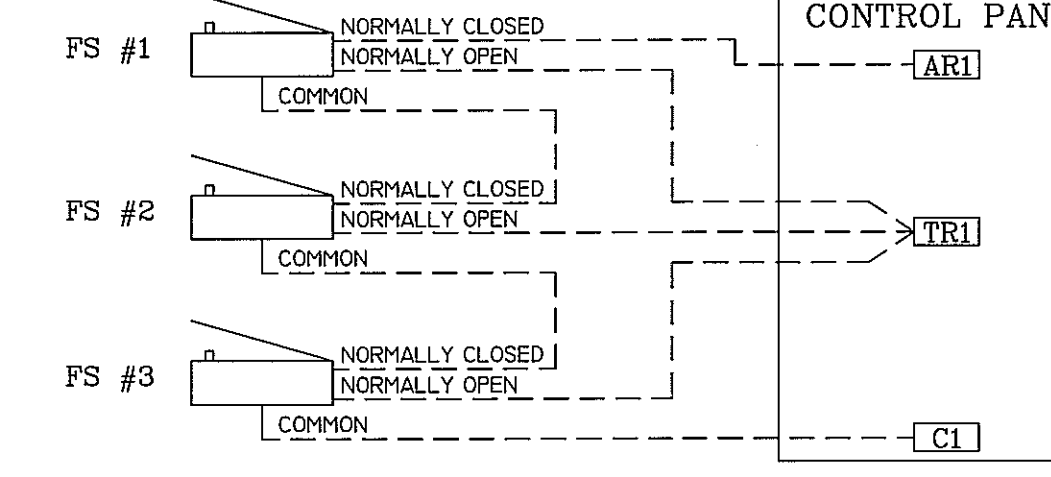 CONTROL PAN
FS #1
NORMALLY CLOSED
NORMALLY OPEN
COMMON
AR1
FS #2
NORMALLY CLOSED
NORMALLY OPEN
COMMON
TR1
FS #3
NORMALLY CLOSED
NORMALLY OPEN
COMMON
C1